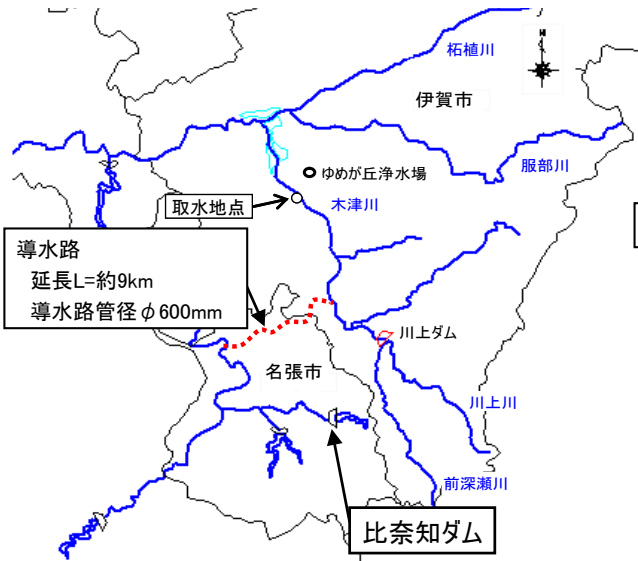 柘植川
伊賀市
服部川
ゆめが丘浄水場
取水地点
木津川
導水路
延長L=約9km
導水路管径φ600mm
川上ダム
名張市
川上川
前深瀬川
比奈知ダム